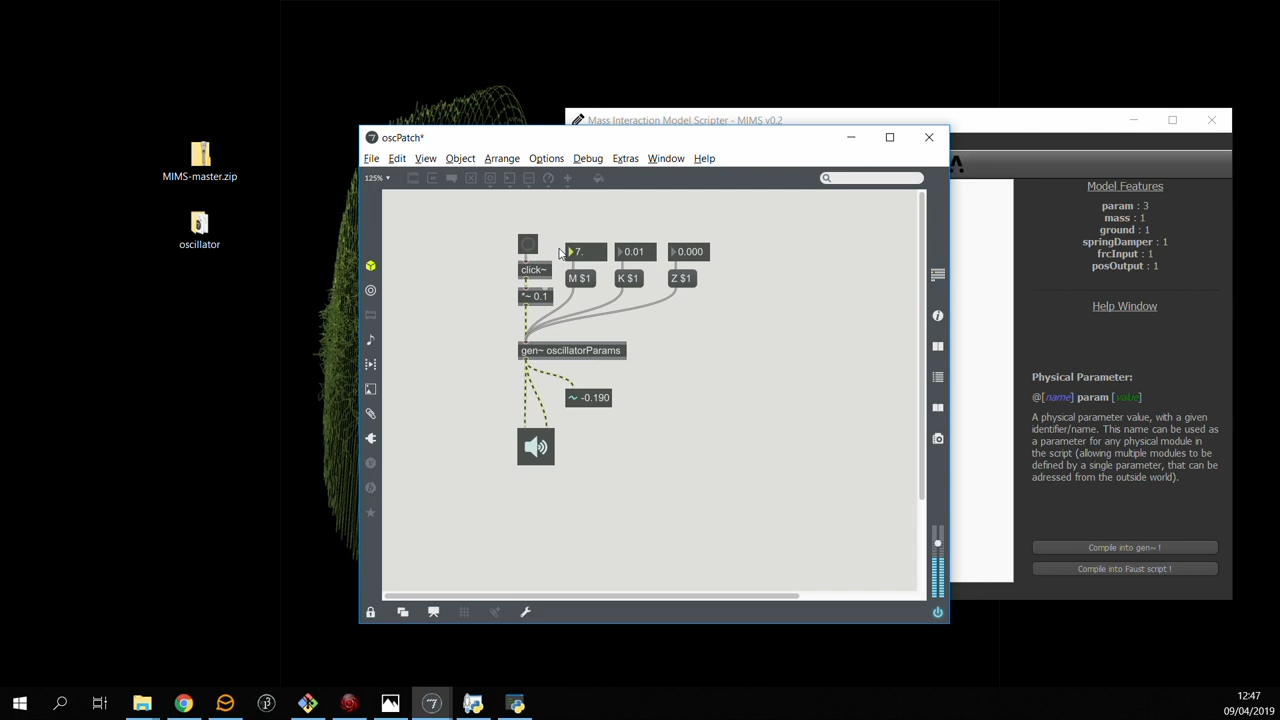 MIMS-master.zip
oscillator
Mass Interaction Model Scripter - MIMS v0.2
oscPatch*
File Edit View Object Arrange Options Debug Extras Window Help
125%
7.
0.01
0.000
click~
M $1
K $1
Z $1
*~ 0.1
gen~ oscillatorParams
~ -0.190
Model Features
param : 3
mass : 1
ground : 1
springDamper : 1
frcInput : 1
posOutput : 1
Help Window
Physical Parameter:
@[name] param [value]
A physical parameter value, with a given
identifier/name. This name can be used as
a parameter for any physical module in
the script (allowing multiple modules to be
defined by a single parameter, that can be
adressed from the outside world).
Compile into gen~ !
Compile into Faust script !
12:47
09/04/2019